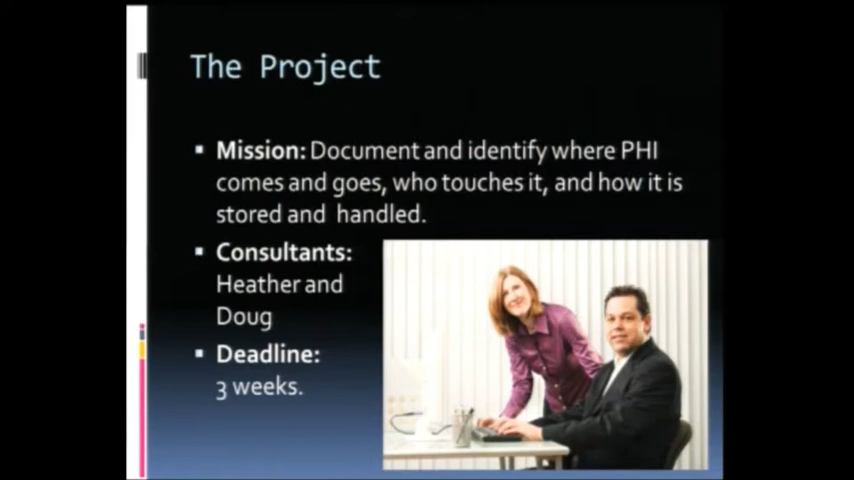 The Project
Mission: Document and identify where PHI
comes and goes, who touches it, and how it is
stored and handled.
Consultants:
Heather and
Doug
Deadline:
3 weeks.